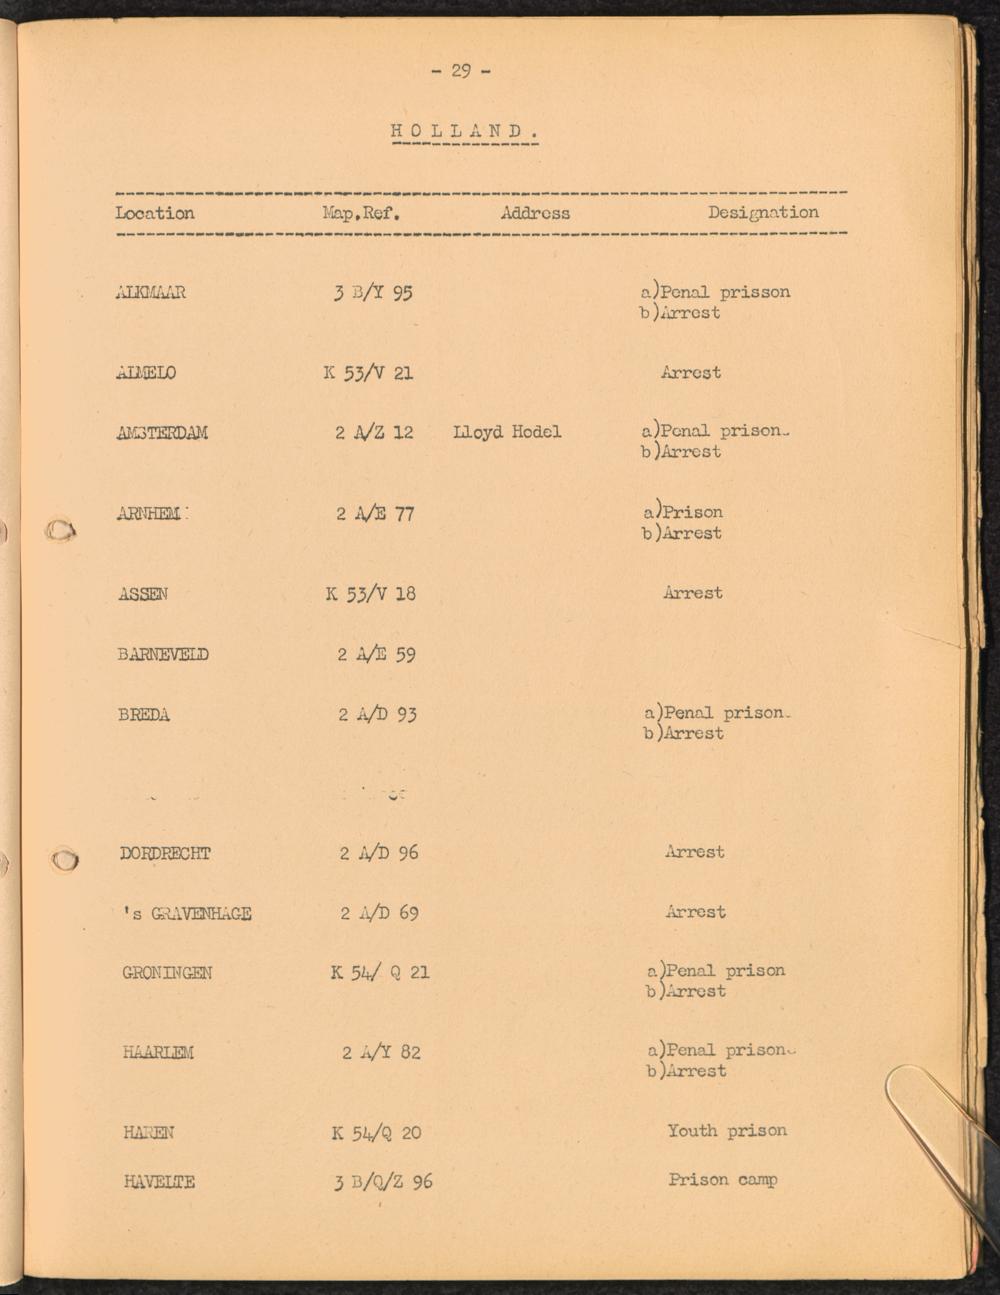 - 29 -
HOLLAND.
Location Map.Ref. Address Designation
ALKMAAR 3 B/Y 95 a)Penal prisson
b)Arrest
ALMELO K 53/V 21 Arrest
AMSTERDAM 2 A/Z 12 Lloyd Hodel a)Penal prison.
b)Arrest
ARNHEM: 2 A/E 77 a)Prison
b)Arrest
ASSEN K 53/V 18 Arrest
BARNEVELD 2 A/E 59
BREDA 2 A/D 93 a)Penal prison.
b)Arrest
DORDRECHT 2 A/D 96 Arrest
's GRAVENHAGE 2 A/D 69 Arrest
GRONINGEN K 54/ Q 21 a)Penal prison
b)Arrest
HAARLEM 2 A/Y 82 a)Penal prison.
b)Arrest
HAREN K 54/Q 20 Youth prison
HAVELTE 3 B/Q/Z 96 Prison camp